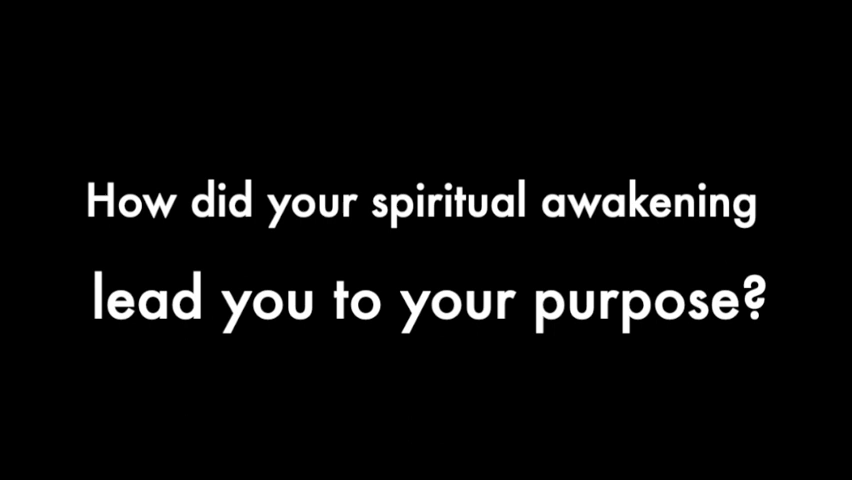 How did your spiritual awakening
lead you to your purpose?